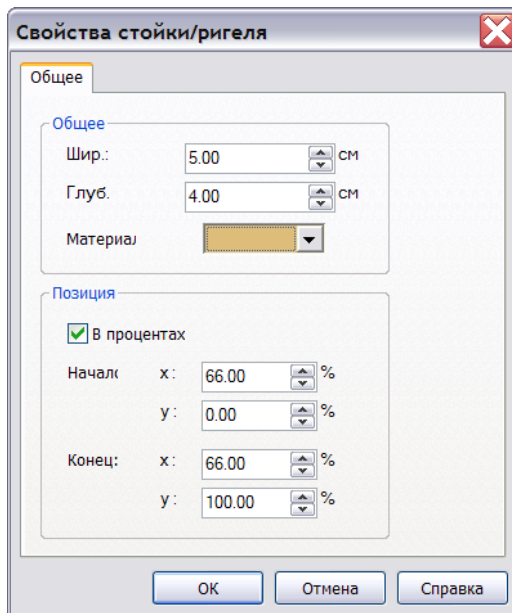 Свойства стойки/ригеля
Общее
Общее
Шир.: 5.00 см
Глуб. 4.00 см
Материал
Позиция
В процентах
Начало x: 66.00 %
y: 0.00 %
Конец: x: 66.00 %
y: 100.00 %
ОК Отмена Справка